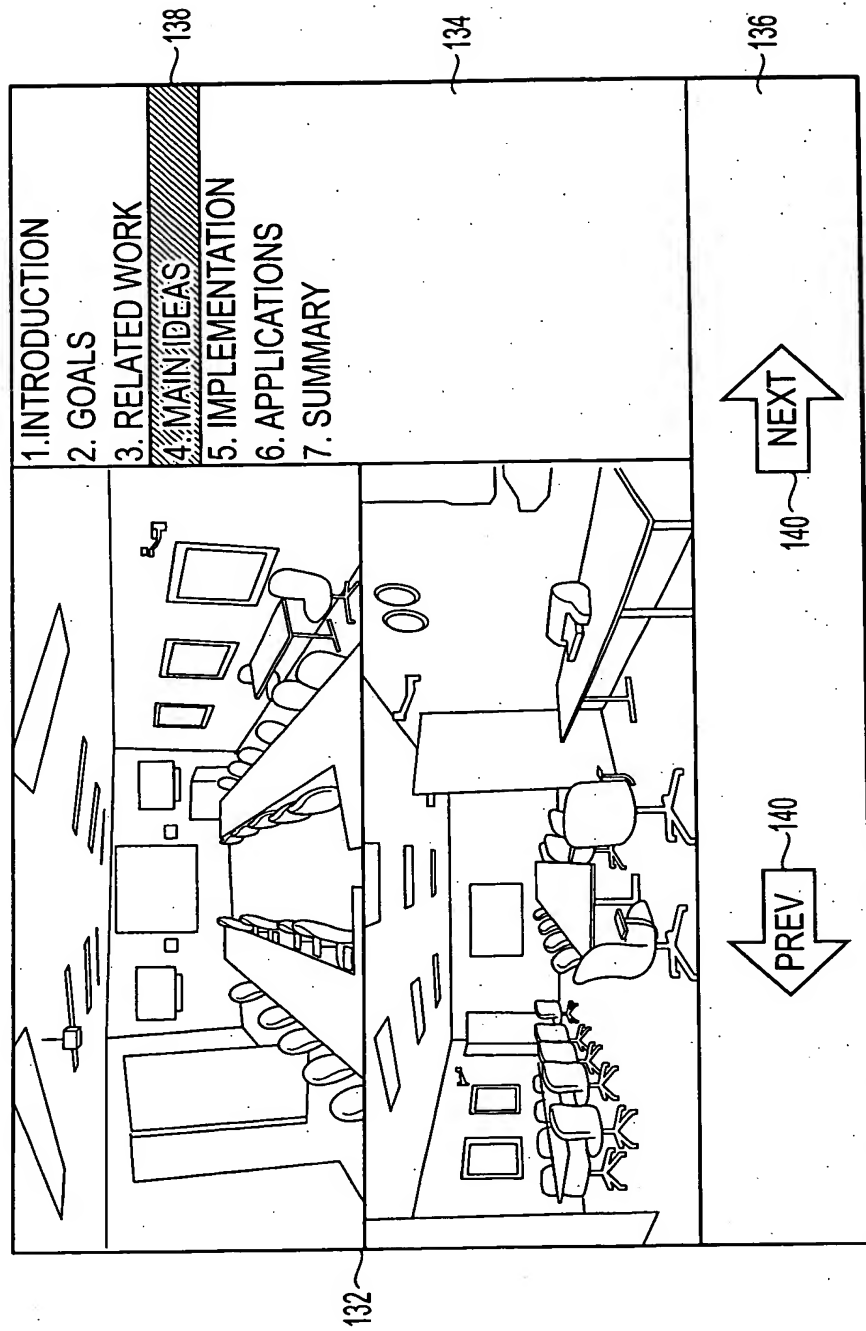 1.INTRODUCTION
2. GOALS
3. RELATED WORK
4. MAIN IDEAS
5. IMPLEMENTATION
6. APPLICATIONS
7. SUMMARY
138
134
132
140
PREV
140
NEXT
136